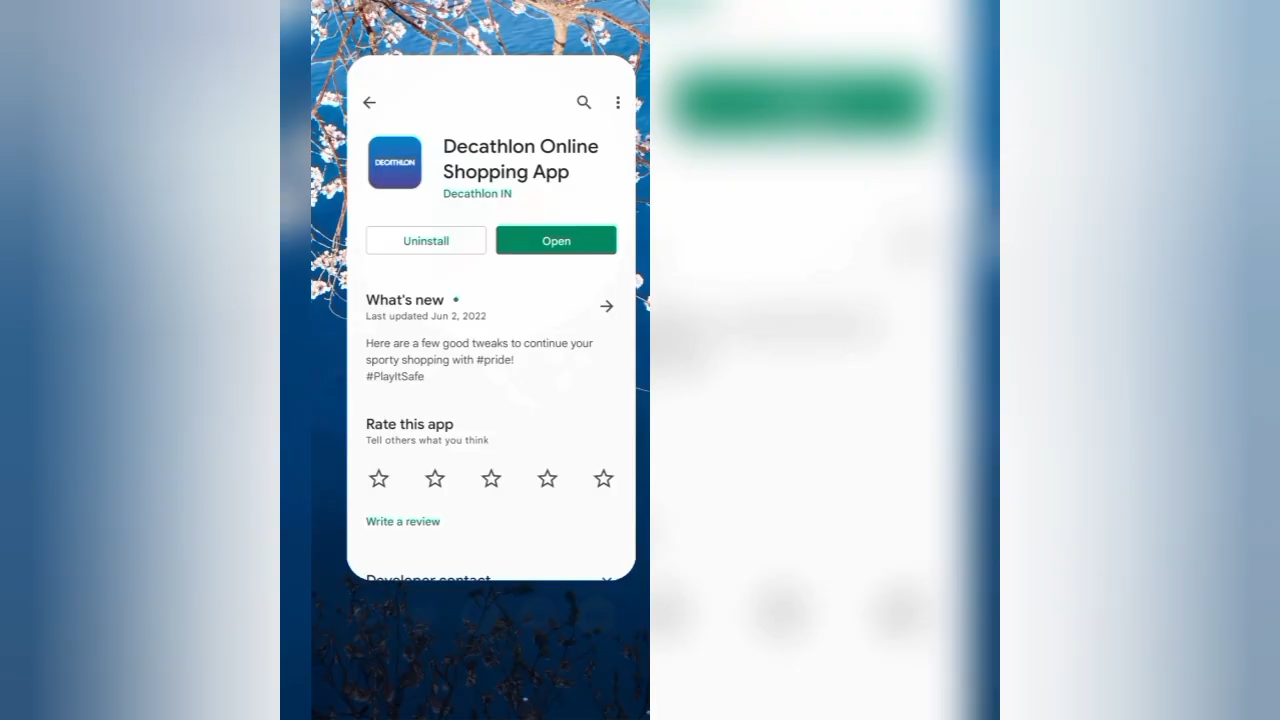 DECATHLON
Decathlon Online
Shopping App
Decathlon IN
Uninstall
Open
What's new
Last updated Jun 2, 2022
Here are a few good tweaks to continue your
sporty shopping with #pride!
#PlayItSafe
Rate this app
Tell others what you think
Write a review
Developer contact